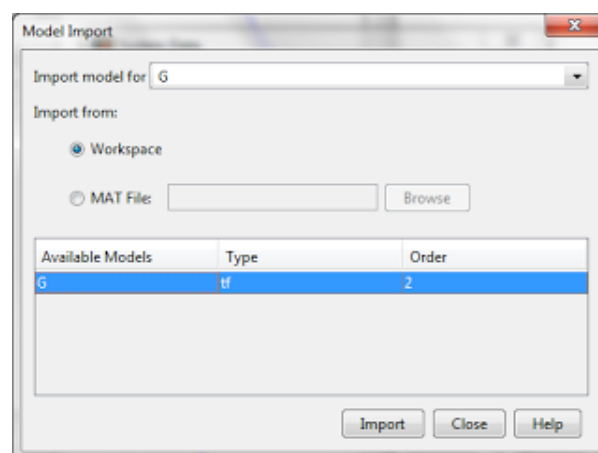 Model Import
Import model for G
Import from:
Workspace
MAT File: Browse
Available Models Type Order
G tf 2
Import Close Help